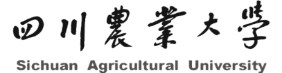 四川農業大學
Sichuan Agricultural University